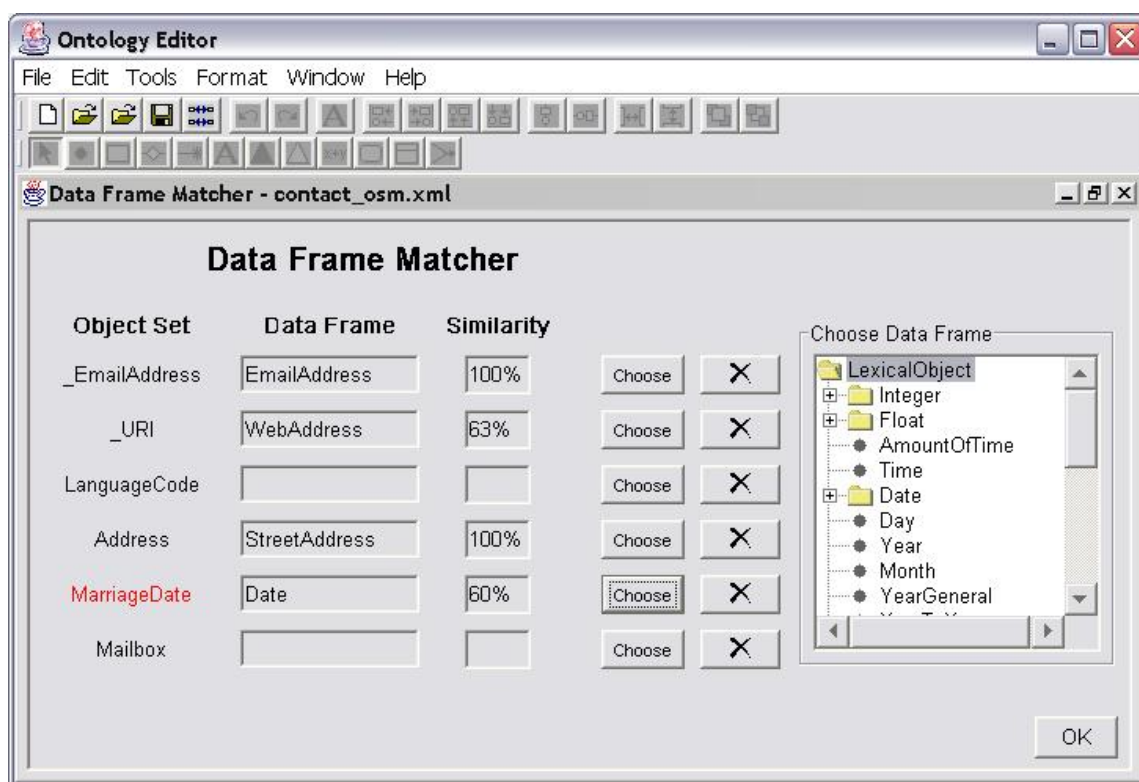 Ontology Editor
File Edit Tools Format Window Help
Data Frame Matcher - contact_osm.xml
Data Frame Matcher
Object Set Data Frame Similarity
_EmailAddress EmailAddress 100% Choose X
_URI WebAddress 63% Choose X
LanguageCode Choose X
Address StreetAddress 100% Choose X
MarriageDate Date 60% Choose X
Mailbox Choose X
Choose Data Frame
LexicalObject
Integer
Float
AmountOfTime
Time
Date
Day
Year
Month
YearGeneral
OK